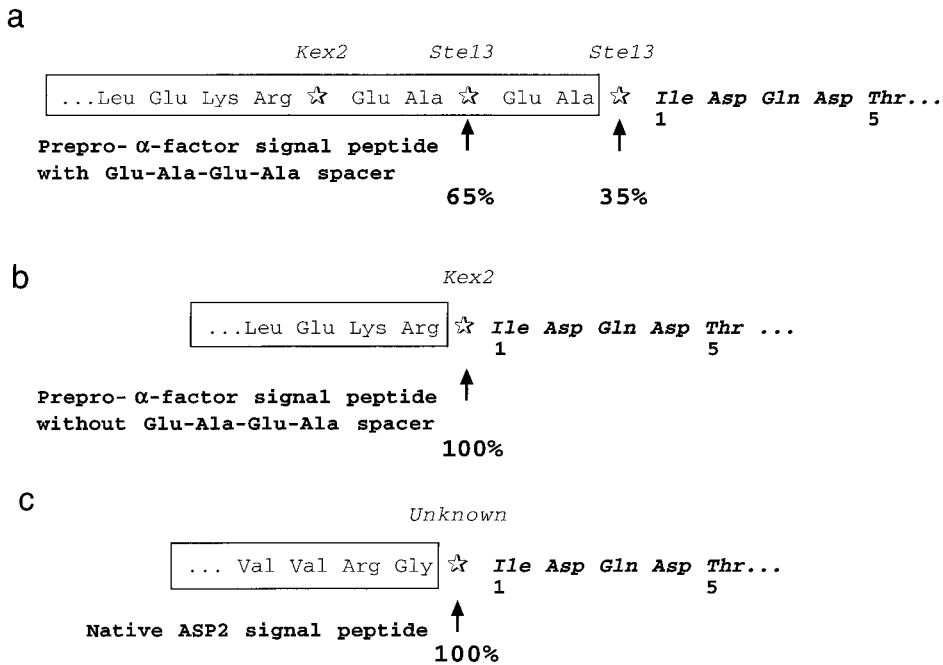 a
Kex2 Ste13 Ste13
...Leu Glu Lys Arg ☆ Glu Ala ☆ Glu Ala ☆ Ile Asp Gln Asp Thr...
1 5
Prepro-α-factor signal peptide
with Glu-Ala-Glu-Ala spacer
65% 35%
b
Kex2
...Leu Glu Lys Arg ☆ Ile Asp Gln Asp Thr ...
1 5
Prepro-α-factor signal peptide
without Glu-Ala-Glu-Ala spacer
100%
c
Unknown
... Val Val Arg Gly ☆ Ile Asp Gln Asp Thr...
1 5
Native ASP2 signal peptide
100%